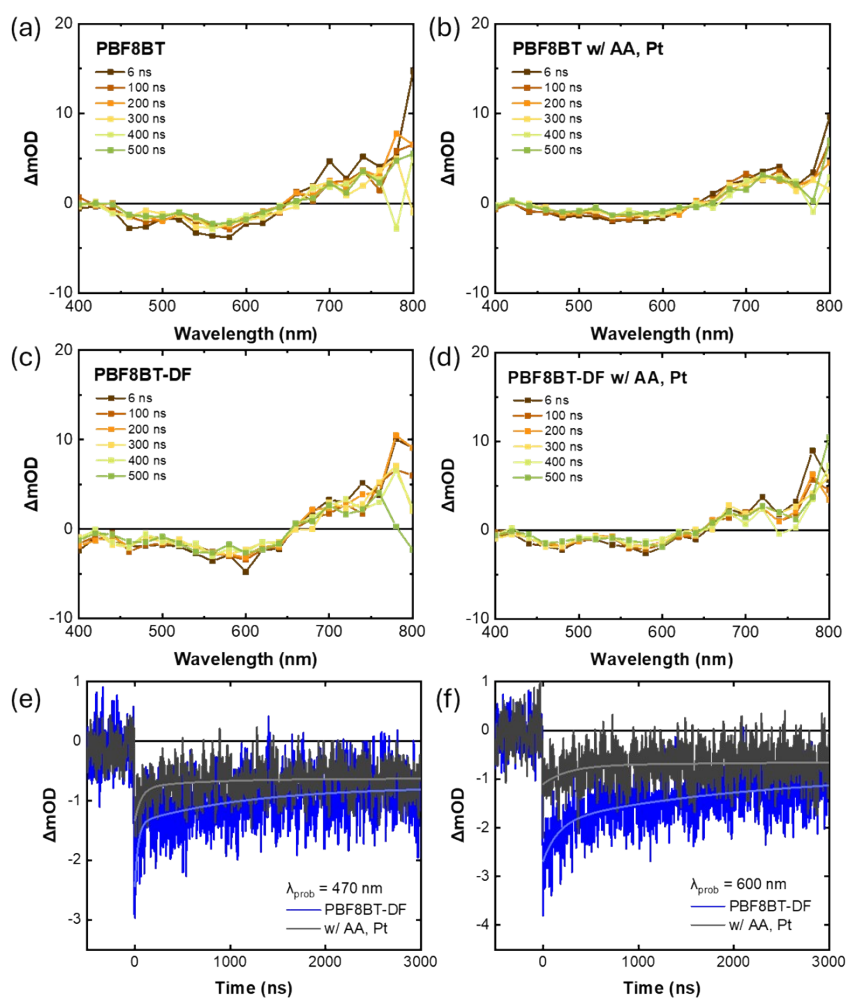 (a)
PBF8BT
6 ns
100 ns
200 ns
300 ns
400 ns
500 ns
20
10
0
-10
400
500
600
700
800
ΔmOD
Wavelength (nm)
(b)
PBF8BT w/ AA, Pt
6 ns
100 ns
200 ns
300 ns
400 ns
500 ns
20
10
0
-10
400
500
600
700
800
ΔmOD
Wavelength (nm)
(c)
PBF8BT-DF
6 ns
100 ns
200 ns
300 ns
400 ns
500 ns
20
10
0
-10
400
500
600
700
800
ΔmOD
Wavelength (nm)
(d)
PBF8BT-DF w/ AA, Pt
6 ns
100 ns
200 ns
300 ns
400 ns
500 ns
20
10
0
-10
400
500
600
700
800
ΔmOD
Wavelength (nm)
(e)
1
0
-1
-2
-3
ΔmOD
λprob = 470 nm
PBF8BT-DF
w/ AA, Pt
0
1000
2000
3000
Time (ns)
(f)
1
0
-1
-2
-3
-4
ΔmOD
λprob = 600 nm
PBF8BT-DF
w/ AA, Pt
0
1000
2000
3000
Time (ns)